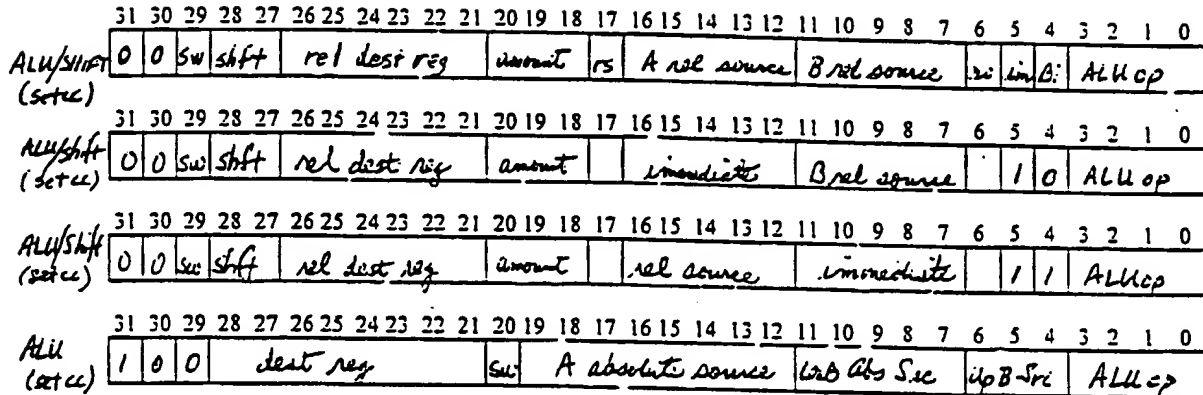 31 30 29 28 27 26 25 24 23 22 21 20 19 18 17 16 15 14 13 12 11 10 9 8 7 6 5 4 3 2 1 0
ALU/SHIFT 0 0 sw shft rel dest reg amount rs A rel source B rel source im Bi ALU op
(setcc)
31 30 29 28 27 26 25 24 23 22 21 20 19 18 17 16 15 14 13 12 11 10 9 8 7 6 5 4 3 2 1 0
ALU/shift 0 0 sw shft rel dest reg amount immediate B rel source 1 0 ALU op
(setcc)
31 30 29 28 27 26 25 24 23 22 21 20 19 18 17 16 15 14 13 12 11 10 9 8 7 6 5 4 3 2 1 0
ALU/Shift 0 0 sw shft rel dest reg amount rel source immediate 1 1 ALU op
(setcc)
31 30 29 28 27 26 25 24 23 22 21 20 19 18 17 16 15 14 13 12 11 10 9 8 7 6 5 4 3 2 1 0
ALU 1 0 0 dest reg sw A absolute source Abs Src B-Src ALU op
(setcc)